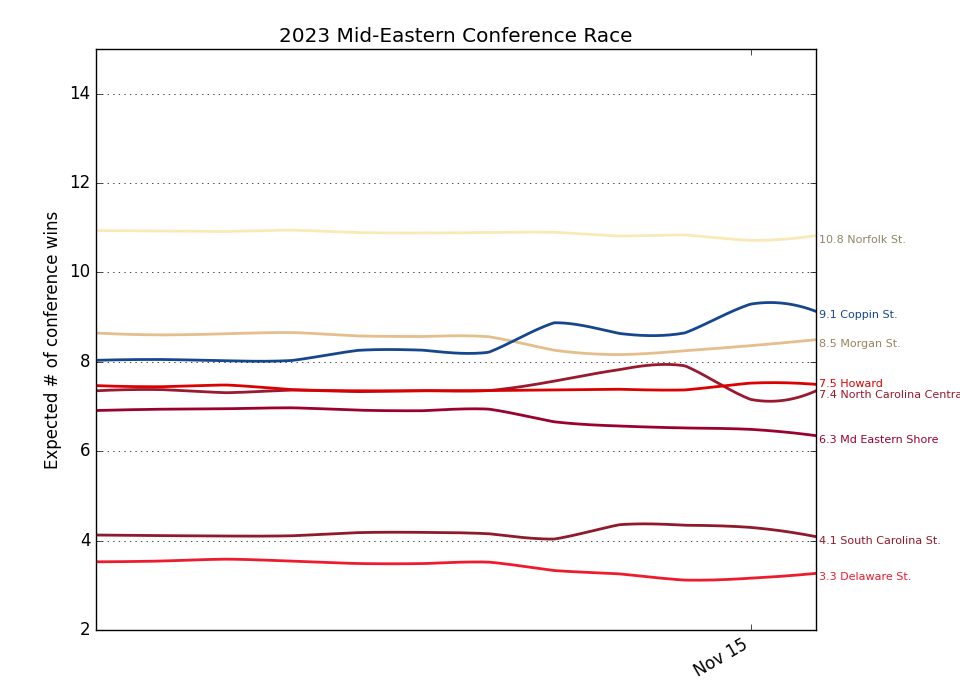 2023 Mid-Eastern Conference Race
Expected # of conference wins
14
12
10
8
6
4
2
10.8 Norfolk St.
9.1 Coppin St.
8.5 Morgan St.
7.5 Howard
7.4 North Carolina Centra
6.3 Md Eastern Shore
4.1 South Carolina St.
3.3 Delaware St.
Nov 15